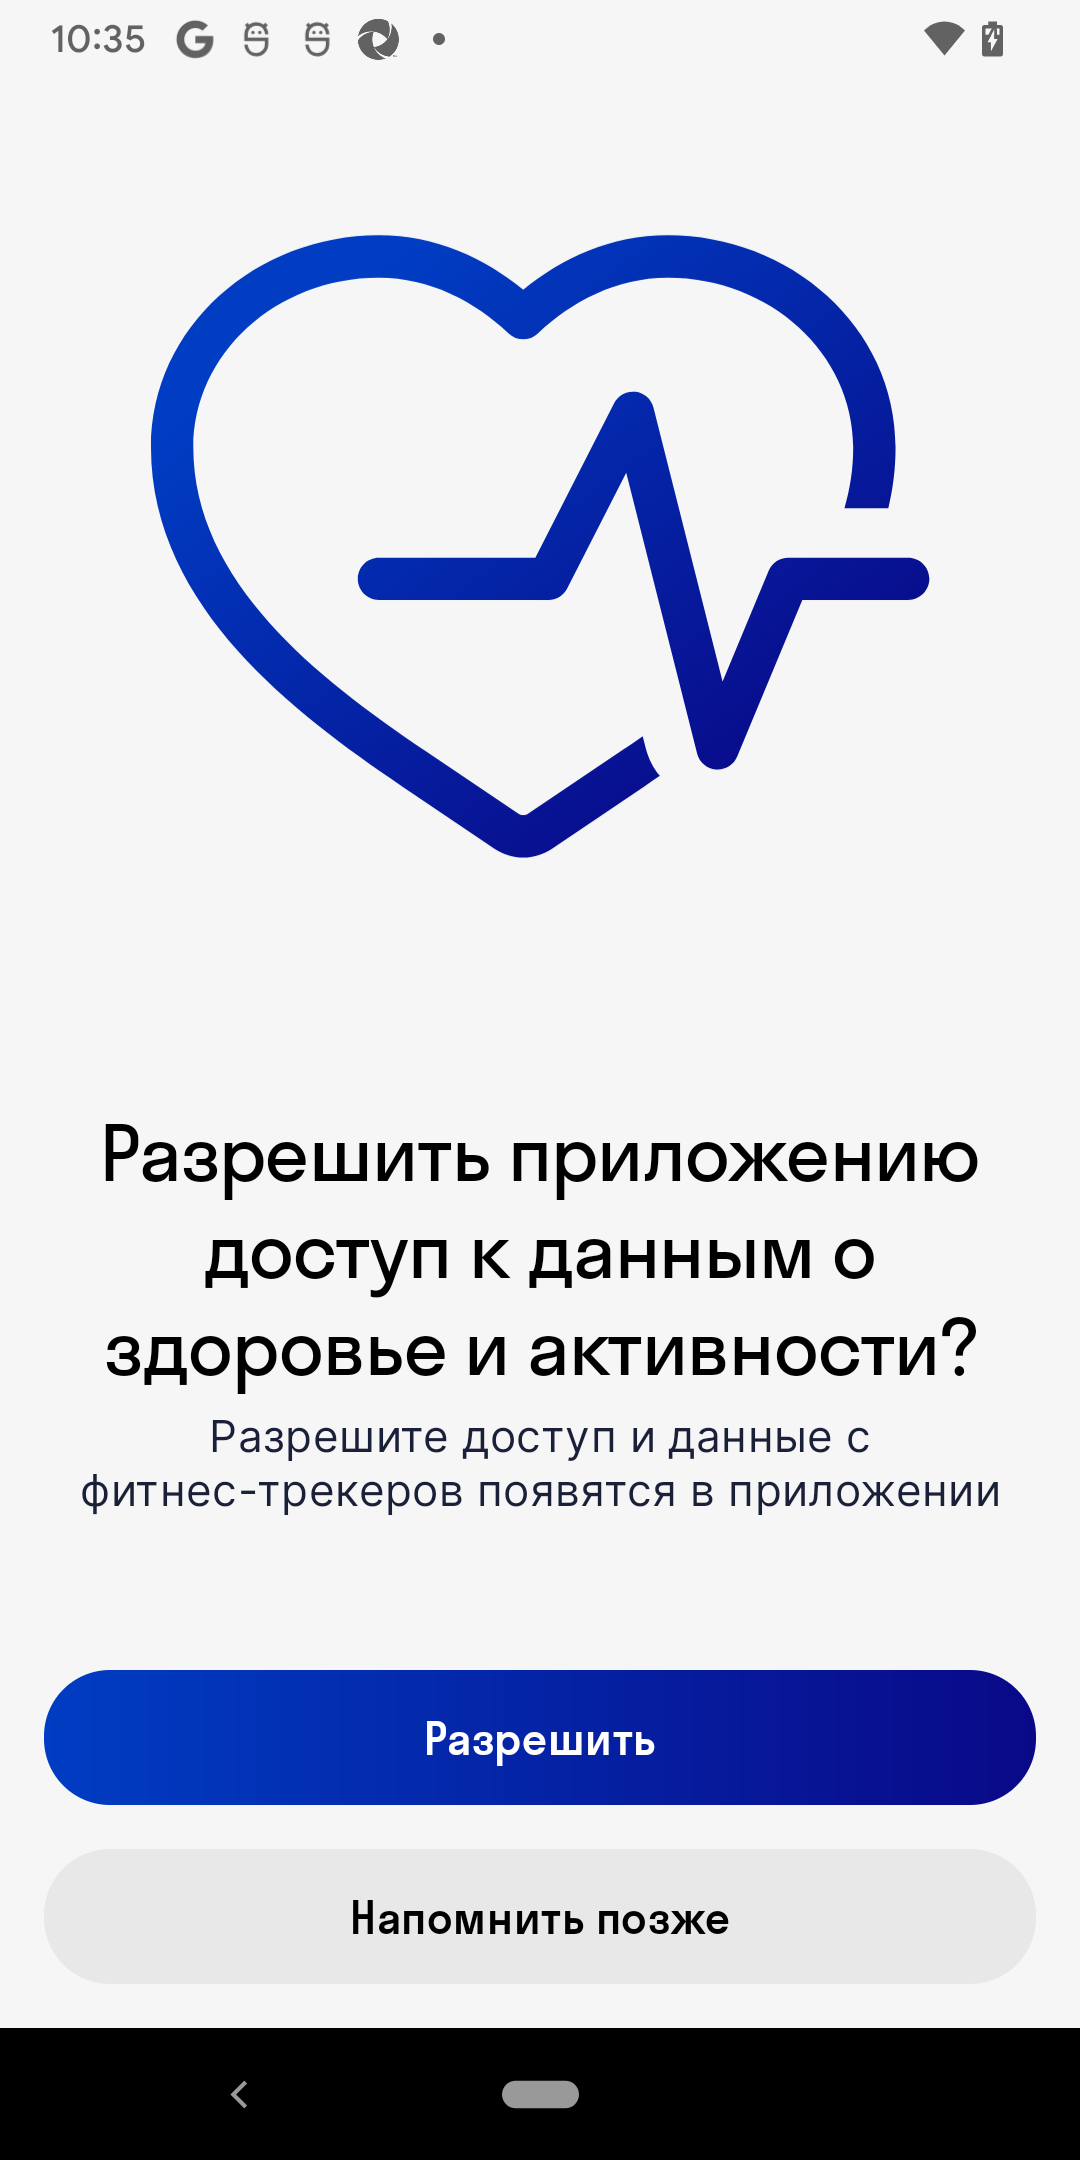 10:35
Разрешить приложению
доступ к данным о
здоровье и активности?
Разрешите доступ и данные с
фитнес-трекеров появятся в приложении
Разрешить
Напомнить позже